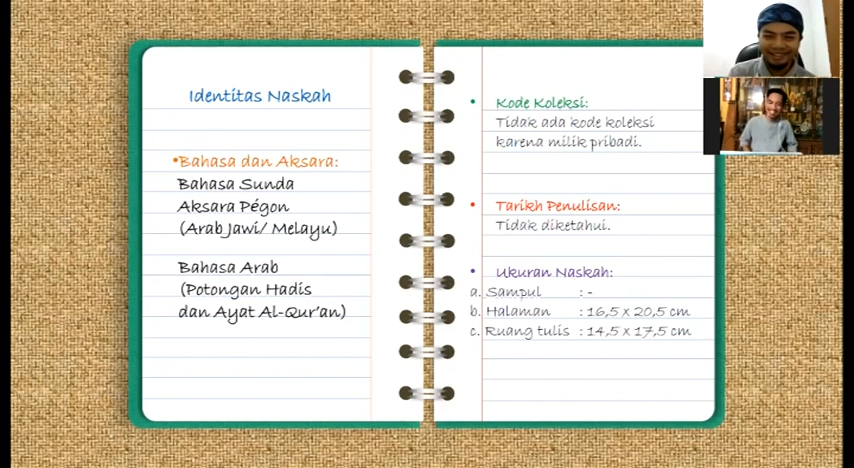 Identitas Naskah
•Bahasa dan Aksara:
Bahasa Sunda
Aksara Pégon
(Arab Jawi/ Melayu)
Bahasa Arab
(Potongan Hadis
dan Ayat Al-Qur'an)
• Kode Koleksi:
Tidak ada kode koleksi
karena milik pribadi.
• Tarikh Penulisan:
Tidak diketahui.
• Ukuran Naskah:
a. Sampul : -
b. Halaman : 16,5 x 20,5 cm
c. Ruang tulis : 14,5 x 17,5 cm